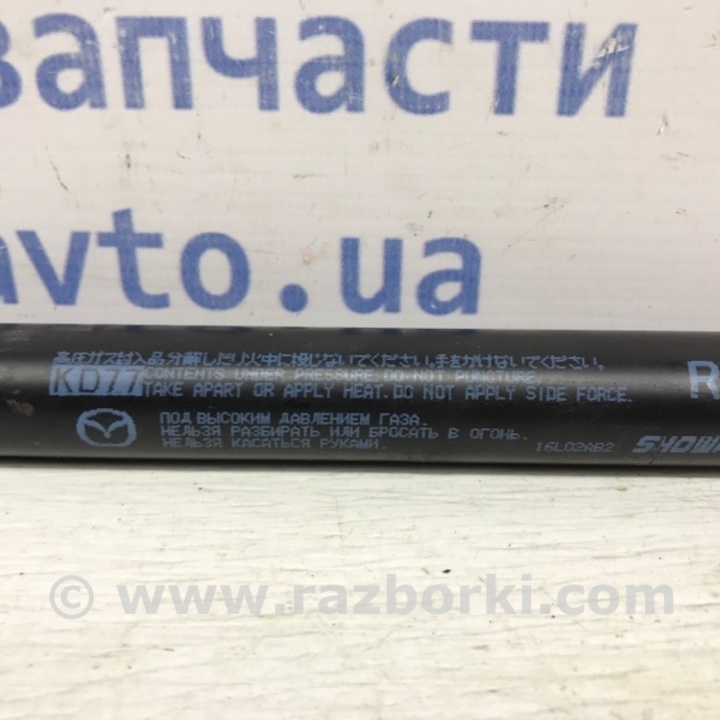 запчасти
avto.ua
高圧ガス封入品分解したり火中に投じないでください。手をかけないでください。
KD77
CONTENTS UNDER PRESSURE.DO NOT PUNCTURE,
TAKE APART OR APPLY HEAT.DO NOT APPLY SIDE FORCE.
R
ПОД ВЫСОКИМ ДАВЛЕНИЕМ ГАЗА.
НЕЛЬЗЯ РАЗБИРАТЬ ИЛИ БРОСАТЬ В ОГОНЬ.
НЕЛЬЗЯ КАСАТЬСЯ РУКАМИ.
16L02AB2
SHOWA
© www.razborki.com